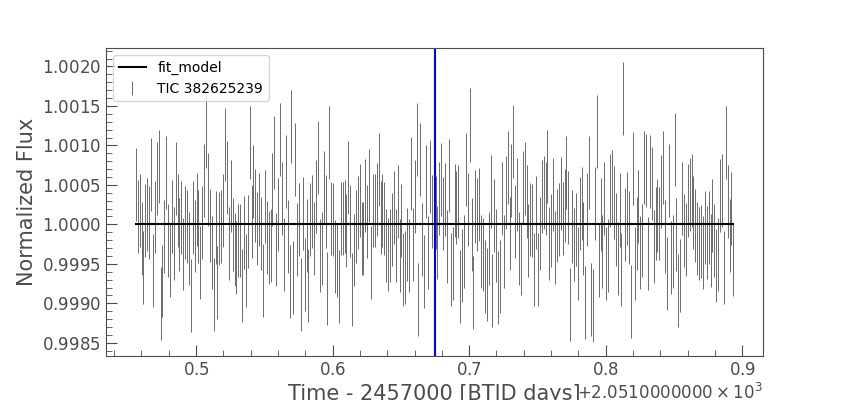 fit_model
TIC 382625239
Normalized Flux
1.0020
1.0015
1.0010
1.0005
1.0000
0.9995
0.9990
0.9985
0.5 0.6 0.7 0.8 0.9
Time - 2457000 [BTJD days]
+2.0510000000 × 10³